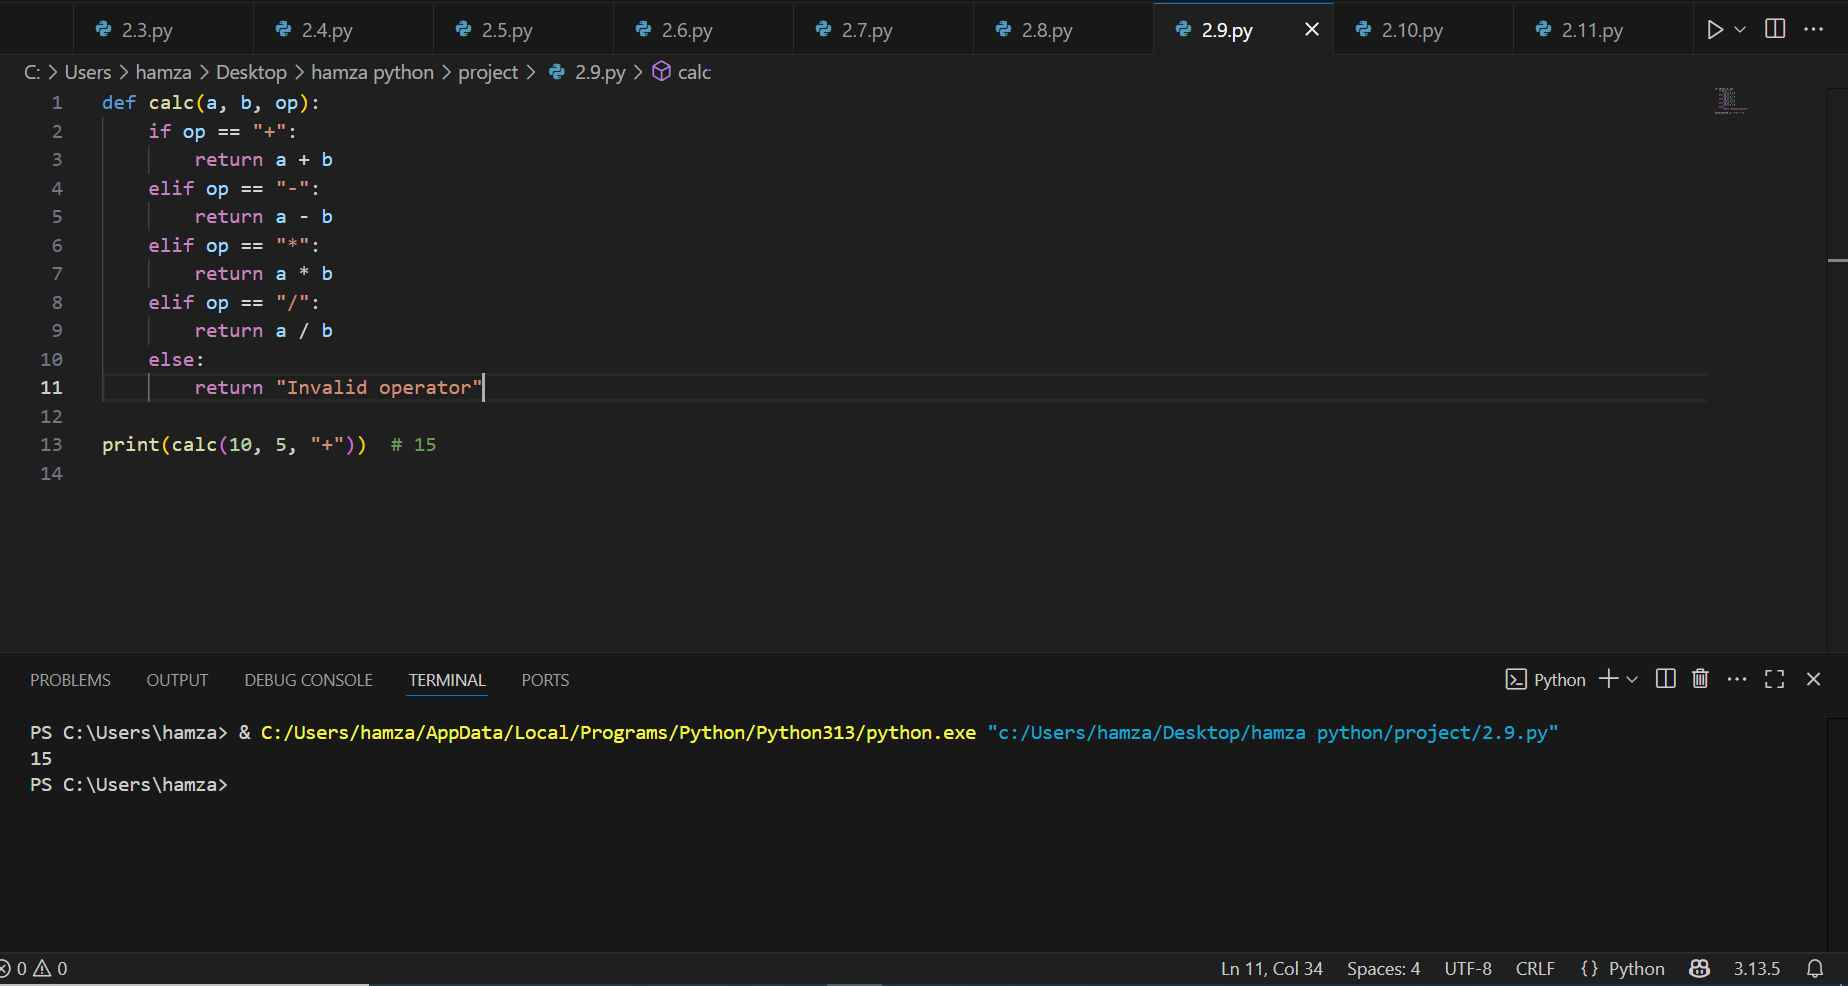 2.3.py 2.4.py 2.5.py 2.6.py 2.7.py 2.8.py 2.9.py 2.10.py 2.11.py
C: > Users > hamza > Desktop > hamza python > project > 2.9.py > calc
1 def calc(a, b, op):
2     if op == "+":
3         return a + b
4     elif op == "-":
5         return a - b
6     elif op == "*":
7         return a * b
8     elif op == "/":
9         return a / b
10     else:
11         return "Invalid operator"
12
13 print(calc(10, 5, "+"))  # 15
14
PROBLEMS OUTPUT DEBUG CONSOLE TERMINAL PORTS Python
PS C:\Users\hamza> & C:/Users/hamza/AppData/Local/Programs/Python/Python313/python.exe "c:/Users/hamza/Desktop/hamza python/project/2.9.py"
15
PS C:\Users\hamza>
0 0 Ln 11, Col 34 Spaces: 4 UTF-8 CRLF {} Python 3.13.5